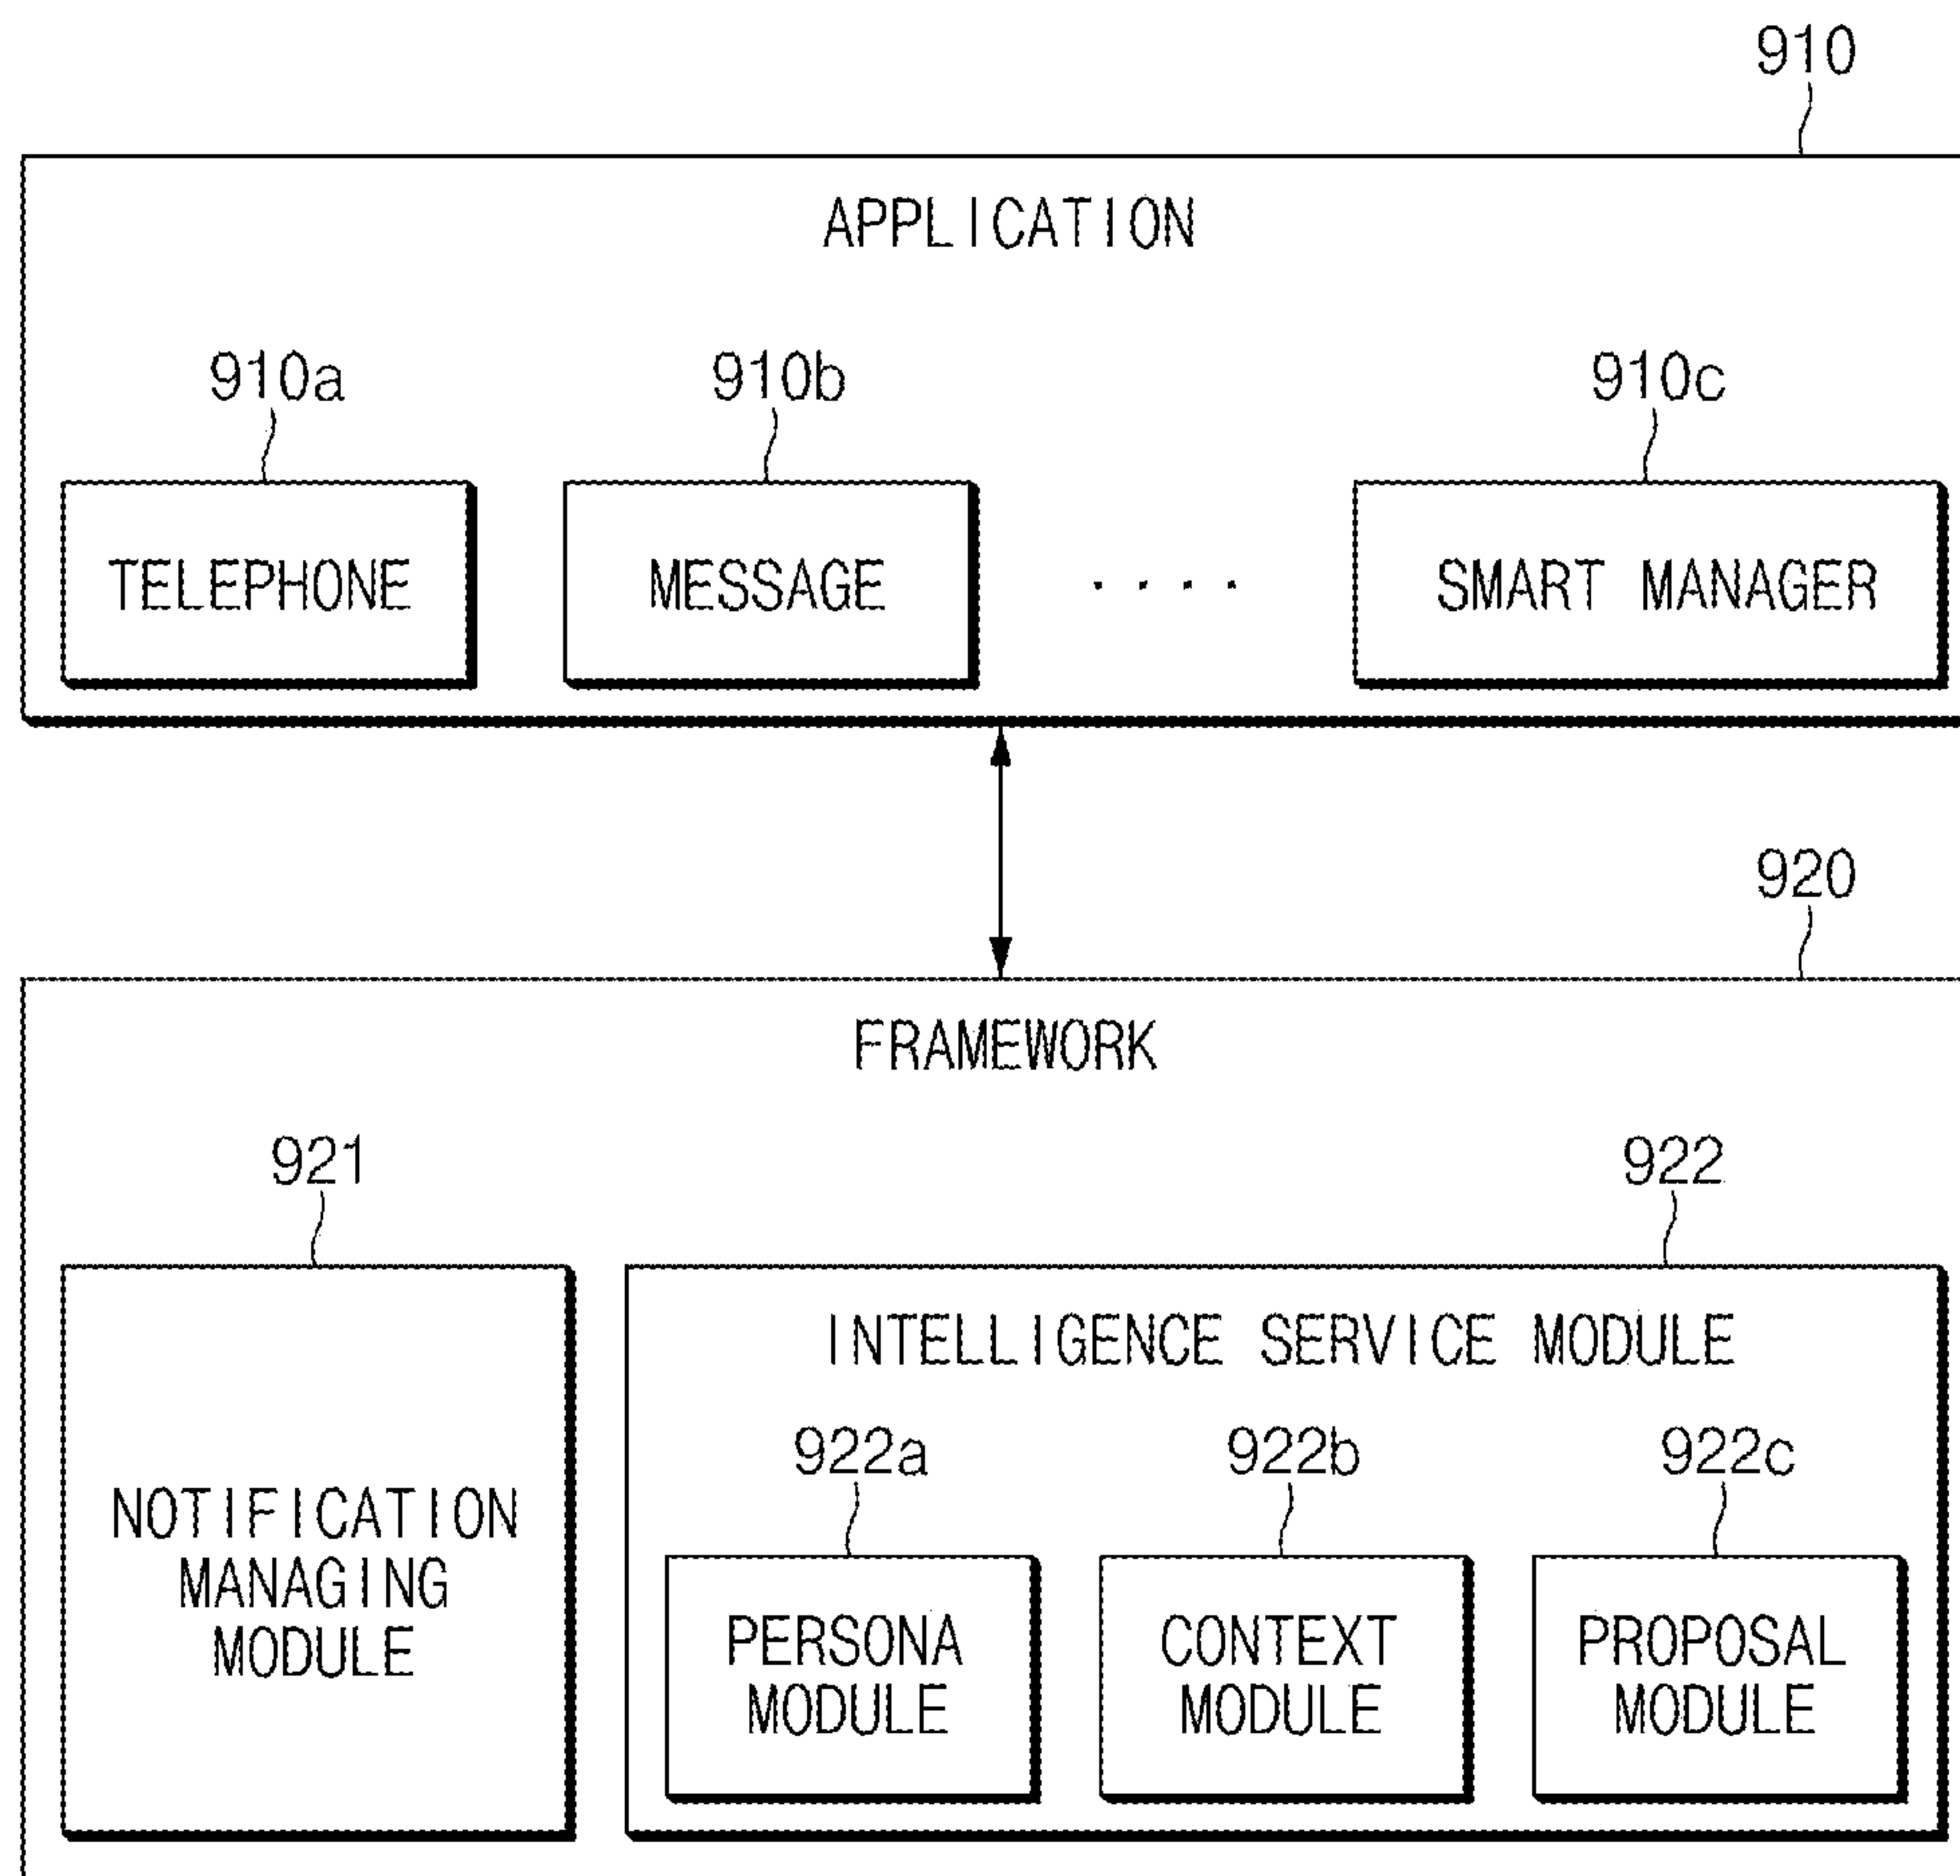 910
APPLICATION
910a 910b 910c
TELEPHONE MESSAGE .... SMART MANAGER
920
FRAMEWORK
921 922
INTELLIGENCE SERVICE MODULE
922a 922b 922c
NOTIFICATION
MANAGING
MODULE
PERSONA
MODULE
CONTEXT
MODULE
PROPOSAL
MODULE